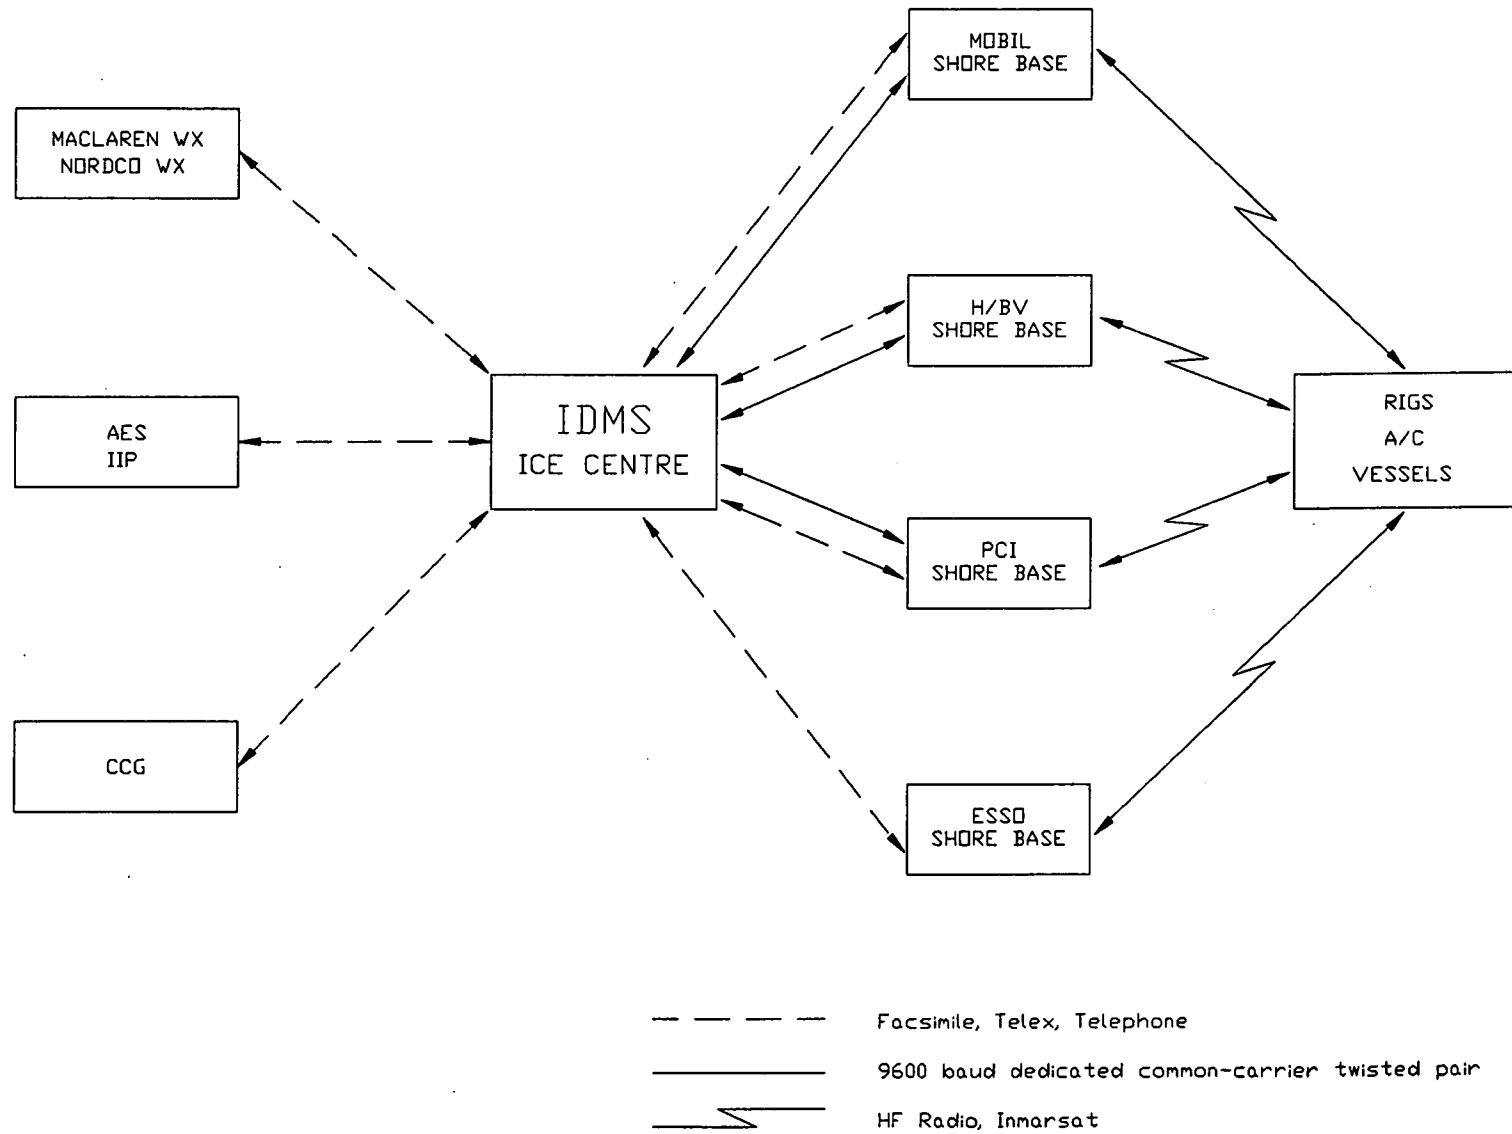 MOBIL
SHORE BASE
MACLAREN WX
NORDCO WX
H/BV
SHORE BASE
IDMS
ICE CENTRE
RIGS
A/C
VESSELS
AES
IIP
PCI
SHORE BASE
CCG
ESSO
SHORE BASE
Facsimile, Telex, Telephone
9600 baud dedicated common-carrier twisted pair
HF Radio, Inmarsat